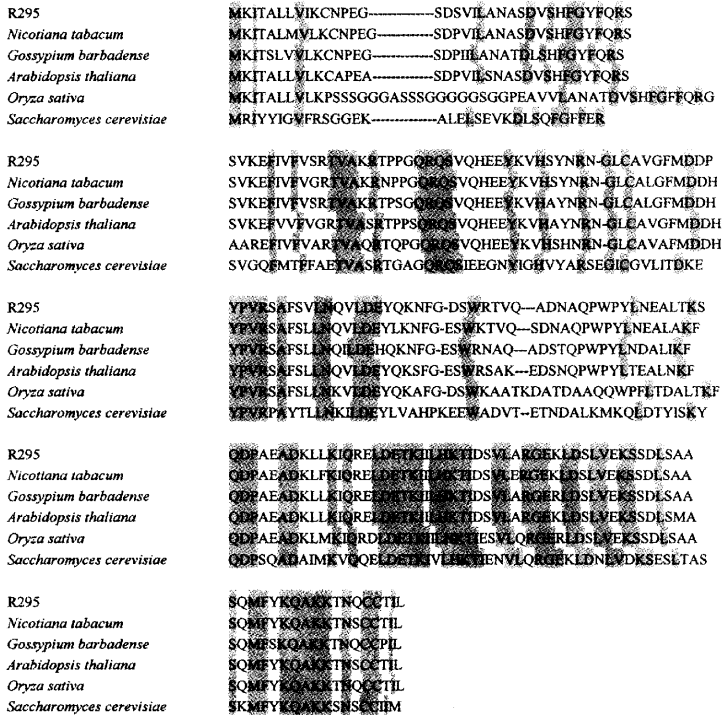 R295 MKITALLVIKCNPEG--------------SDSVILANASDVSHFGYFQRS
Nicotiana tabacum MKITALMVLKCNPEG--------------SDPVILANASDVSHFGYFQRS
Gossypium barbadense MKITSLVVLKCNPEG--------------SDPIILANATDLSHFGYFQRS
Arabidopsis thaliana MKITALLVLKCAPEA--------------SDPVILSNASDVSHFGYFQRS
Oryza sativa MKITALLVLKPSSSGGGASSSGGGGGSGGPEAVVLANATDVSHFGFFQRG
Saccharomyces cerevisiae MRIYYIGVFRSGGEK--------------ALELSEVKDLSQFGFFER
R295 SVKEFIVFVSRTVAKRTPPGQRQSVQHEEYKVHSYNRN-GLCAVGFMDDP
Nicotiana tabacum SVKEFIVFVGRTVAKRNPPGQRQSVQHEEYKVHSYNRN-GLCALGFMDDH
Gossypium barbadense SVKEFIVFVGRTVAKRTPSGQRQSVQHEEYKVHAYNRN-GLCALGFMDDH
Arabidopsis thaliana SVKEFVVFVGRTVASRTPPSQRQSVQHEEYKVHAYNRN-GLCAVGFMDDH
Oryza sativa AAREFIVFVARTVAQRTQPGQRQSVQHEEYKVHSHNRN-GLCAVAFMDDH
Saccharomyces cerevisiae SVGQFMTFFAETVASRTGAGQRQSIEEGNYIGHVYARSEGICGVLITDKE
R295 YPVRSAFSVLNQVLDEYQKNFG-DSWRTVQ---ADNAQPWPYLNEALTKS
Nicotiana tabacum YPVRSAFSLLNQVLDEYLKNFG-ESWKTVQ---SDNAQPWPYLNEALAKF
Gossypium barbadense YPVRSAFSLLNQILDEHQKNFG-ESWRNAQ---ADSTQPWPYLNDALIKF
Arabidopsis thaliana YPVRSAFSLLNQVLDEYQKSFG-ESWRSAK---EDSNQPWPYLTEALNKF
Oryza sativa YPVRSAFSLLNKVLDEYQKAFG-DSWKAATKDATDAAQQWPFLTDALTKF
Saccharomyces cerevisiae YPVRPAYTLLNKILDEYLVAHPKEEWADVT--ETNDALKMKQLDTYISKY
R295 QDPAEADKLLKIQRELDETKIILHKTIDSVLARGEKLDSLVEKSSDLSAA
Nicotiana tabacum QDPAEADKLFKIQRELDETKIILHKTIDSVLERGEKLDSLVEKSSDLSAA
Gossypium barbadense QDPAEADKLLKIQRELDETKIILHKTIDSVLARGERLDSLVEKSSDLSAA
Arabidopsis thaliana QDPAEADKLLKIQRELDETKIILHKTIDSVLARGEKLDSLVEKSSDLSMA
Oryza sativa QDPAEADKLMKIQRDLDETKIILHKTIESVLQRGERLDSLVEKSSDLSAA
Saccharomyces cerevisiae QDPSQADAIMKVQQELDETKIVLHKTIENVLQRGEKLDNLVDKSESLTAS
R295 SQMFYKQAKKTNQCCTIL
Nicotiana tabacum SQMFYKQAKKTNQCCTIL
Gossypium barbadense SQMFSKQAKKTNQCCPIL
Arabidopsis thaliana SQMFYKQAKKTNSCCTIL
Oryza sativa SQMFYKQAKKTNQCCTIL
Saccharomyces cerevisiae SKMFYKQAKKSNSCCIIM